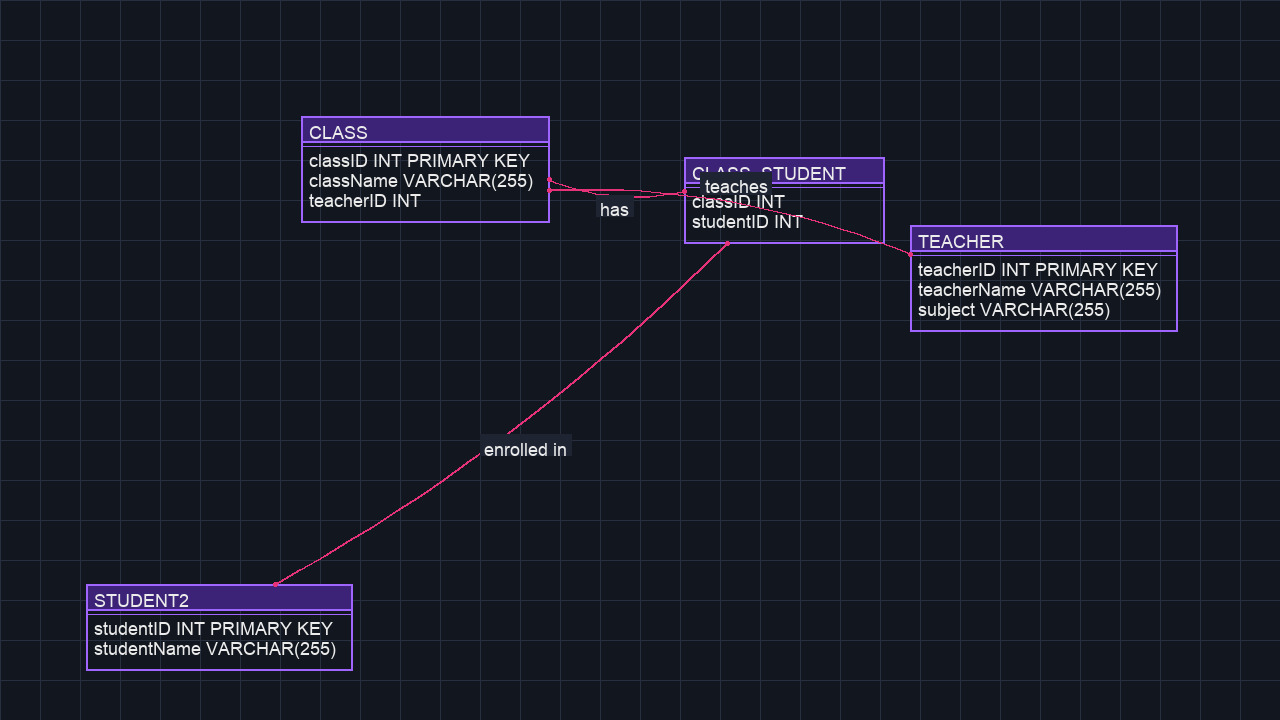 CLASS
classID INT PRIMARY KEY
className VARCHAR(255)
teacherID INT
has
CLASS_STUDENT
teaches
classID INT
studentID INT
TEACHER
teacherID INT PRIMARY KEY
teacherName VARCHAR(255)
subject VARCHAR(255)
enrolled in
STUDENT2
studentID INT PRIMARY KEY
studentName VARCHAR(255)